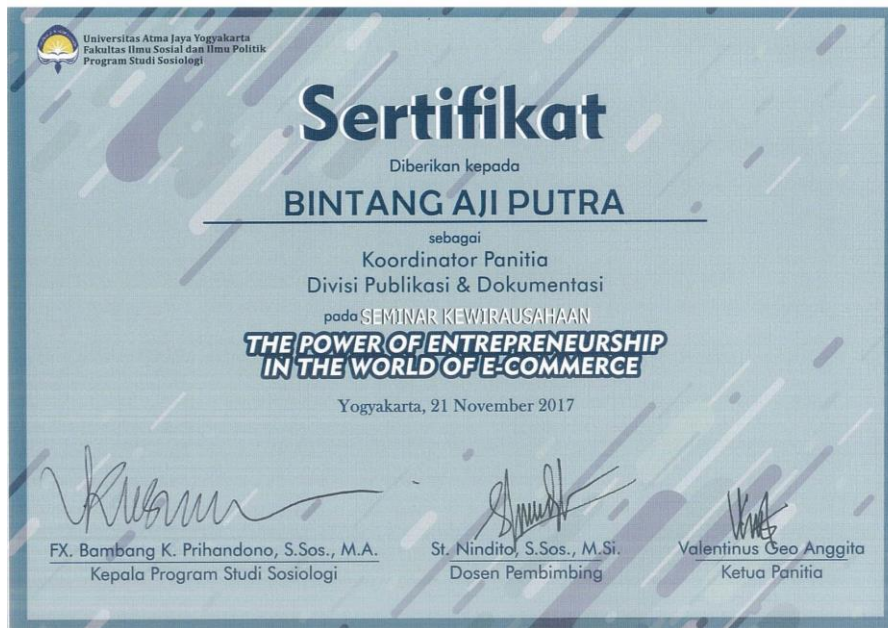 Universitas Atma Jaya Yogyakarta
Fakultas Ilmu Sosial dan Ilmu Politik
Program Studi Sosiologi
Sertifikat
Diberikan kepada
BINTANG AJI PUTRA
sebagai
Koordinator Panitia
Divisi Publikasi & Dokumentasi
pada SEMINAR KEWIRAUSAHAAN
THE POWER OF ENTREPRENEURSHIP
IN THE WORLD OF E-COMMERCE
Yogyakarta, 21 November 2017
FX. Bambang K. Prihandono, S.Sos., M.A.
Kepala Program Studi Sosiologi
St. Nindito, S.Sos., M.Si.
Dosen Pembimbing
Valentinus Geo Anggita
Ketua Panitia